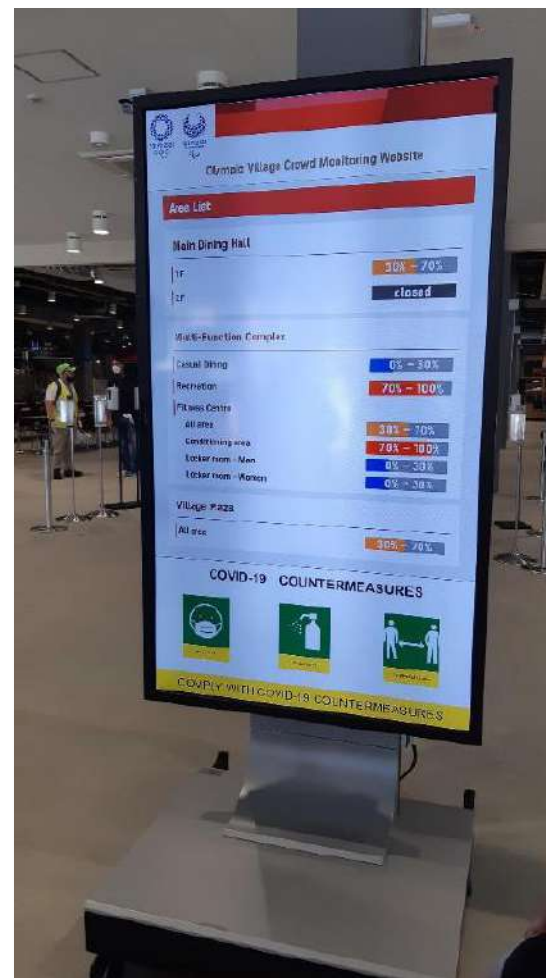 Olympic Village Crowd Monitoring Website
Area List
Main Dining Hall
1F 30% – 70%
2F closed
Multi-Function Complex
Casual Dining 0% – 30%
Recreation 70% – 100%
Fitness Centre
All area 30% – 70%
Conditioning area 70% – 100%
Locker room - Men 0% – 30%
Locker room - Women 0% – 30%
Village Plaza
All area 30% – 70%
COVID-19 COUNTERMEASURES
COMPLY WITH COVID-19 COUNTERMEASURES